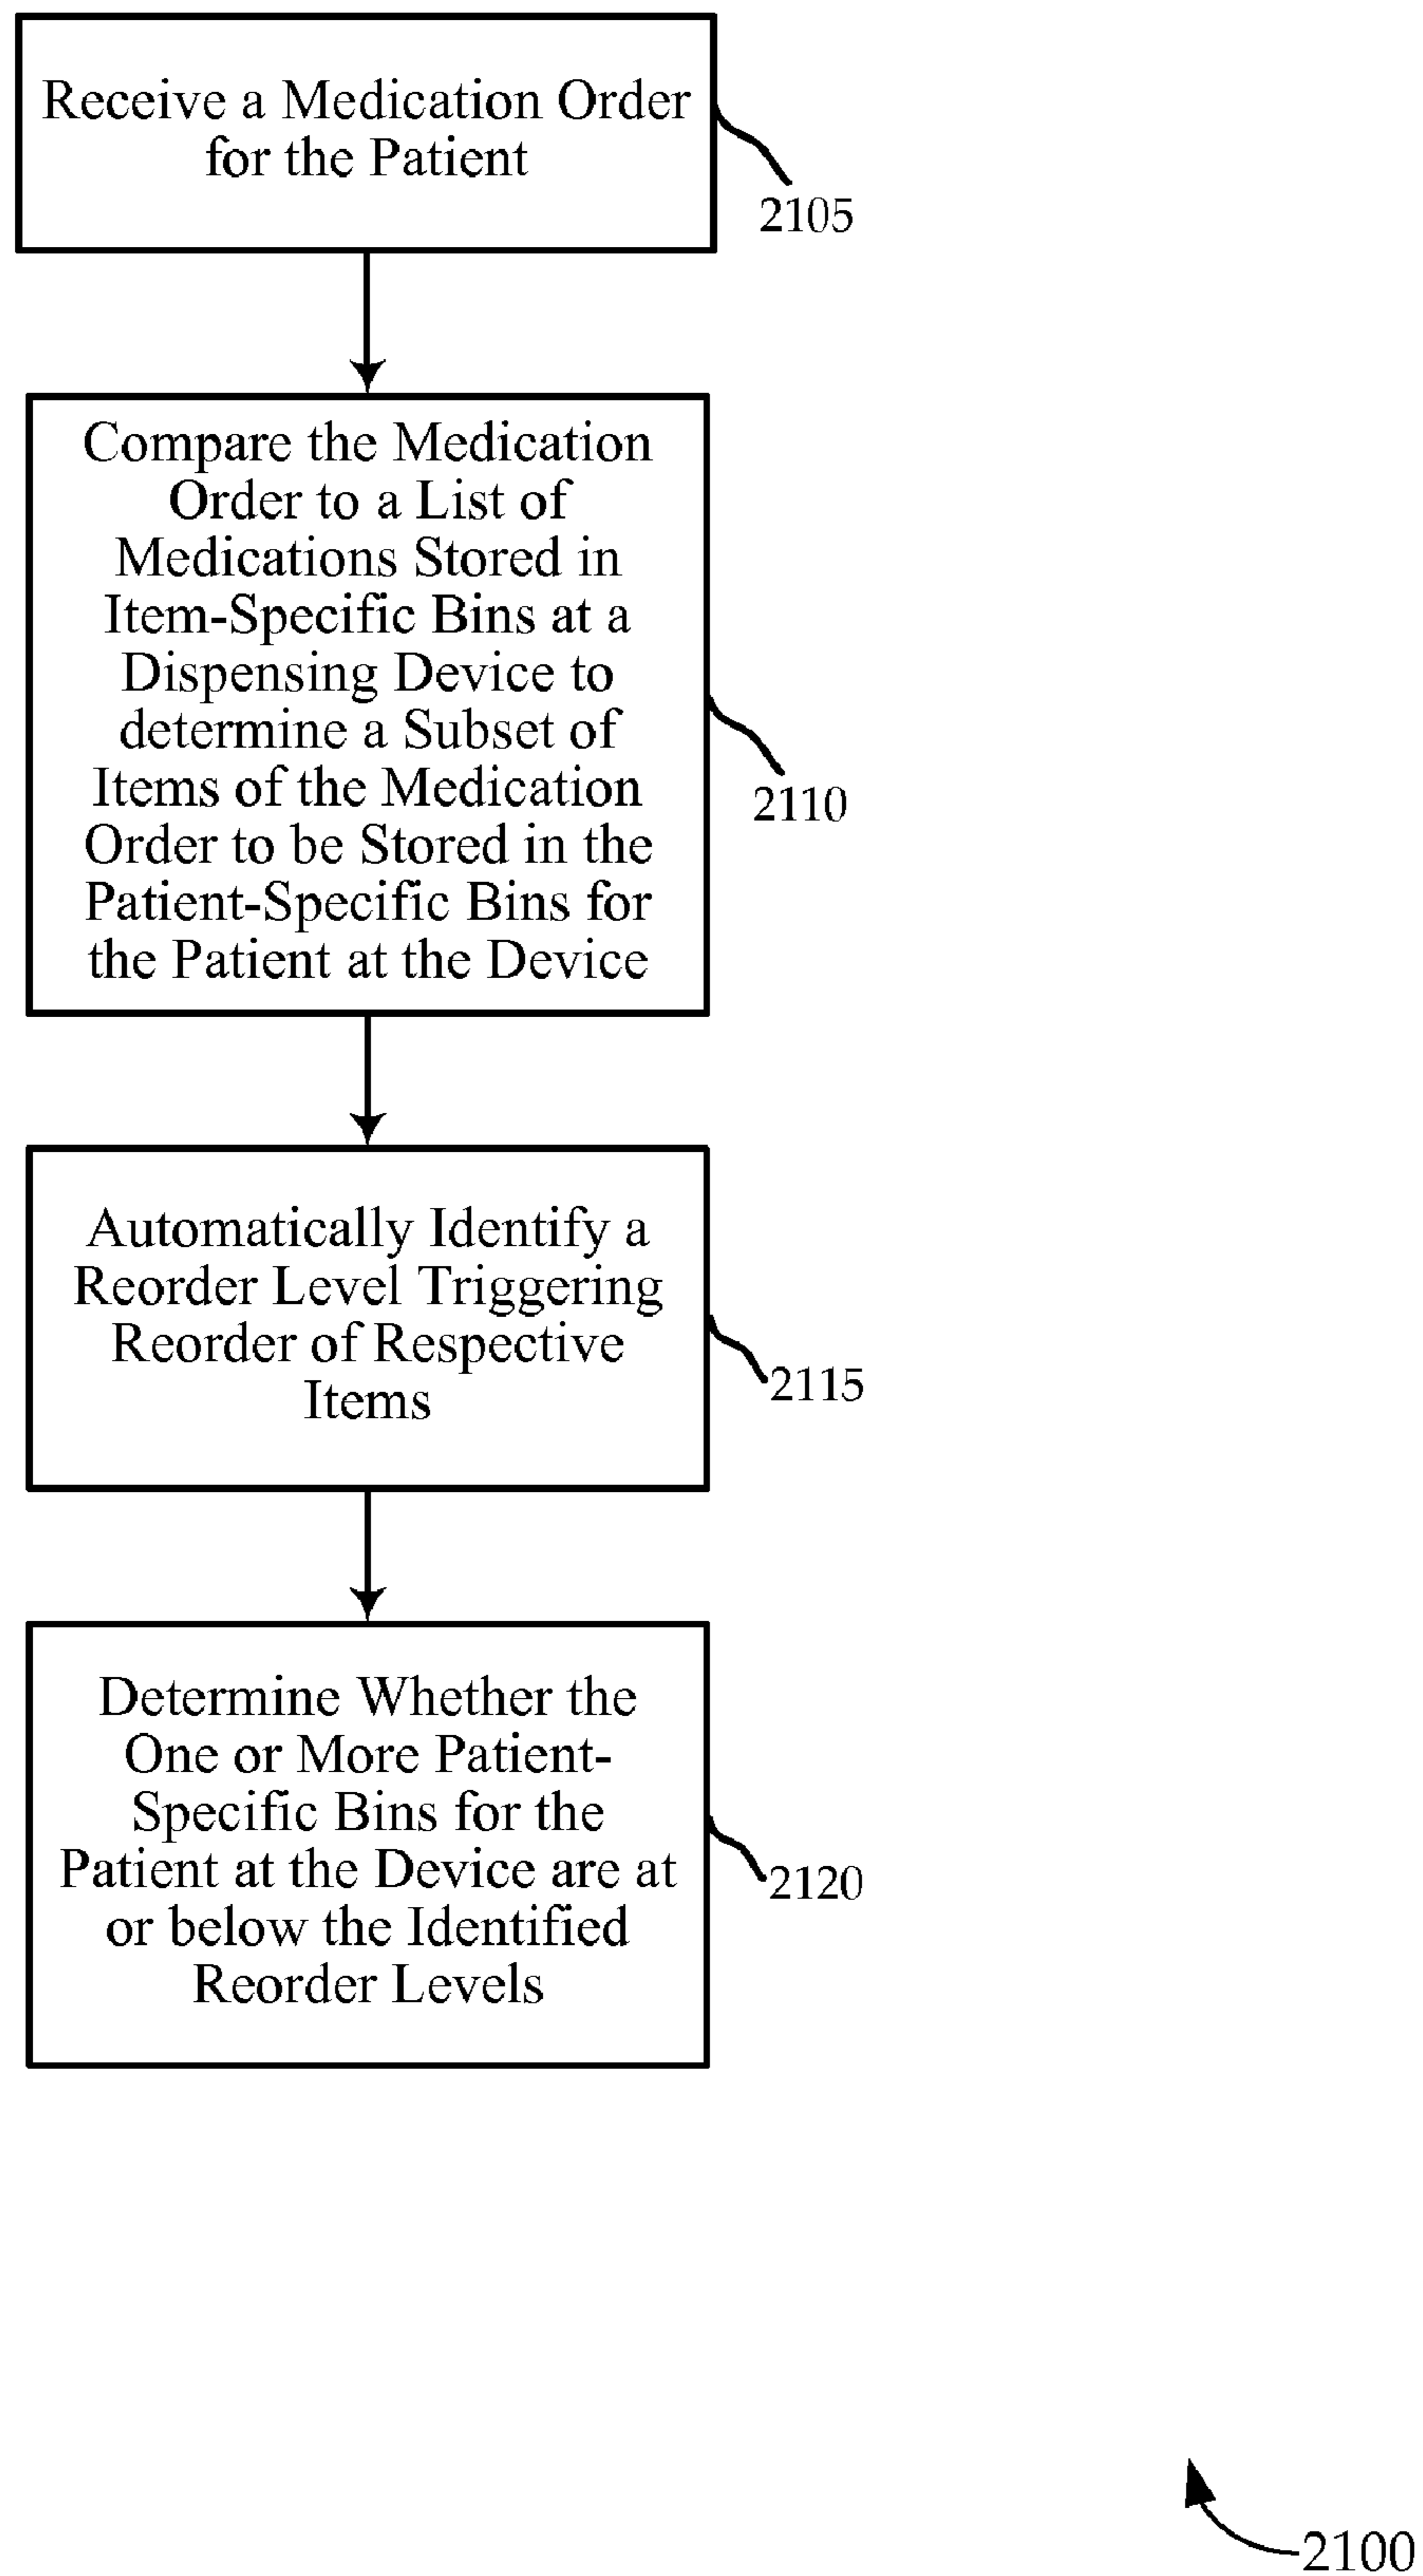 Receive a Medication Order
for the Patient
2105
Compare the Medication
Order to a List of
Medications Stored in
Item-Specific Bins at a
Dispensing Device to
determine a Subset of
Items of the Medication
Order to be Stored in the
Patient-Specific Bins for
the Patient at the Device
2110
Automatically Identify a
Reorder Level Triggering
Reorder of Respective
Items
2115
Determine Whether the
One or More Patient-
Specific Bins for the
Patient at the Device are at
or below the Identified
Reorder Levels
2120
2100